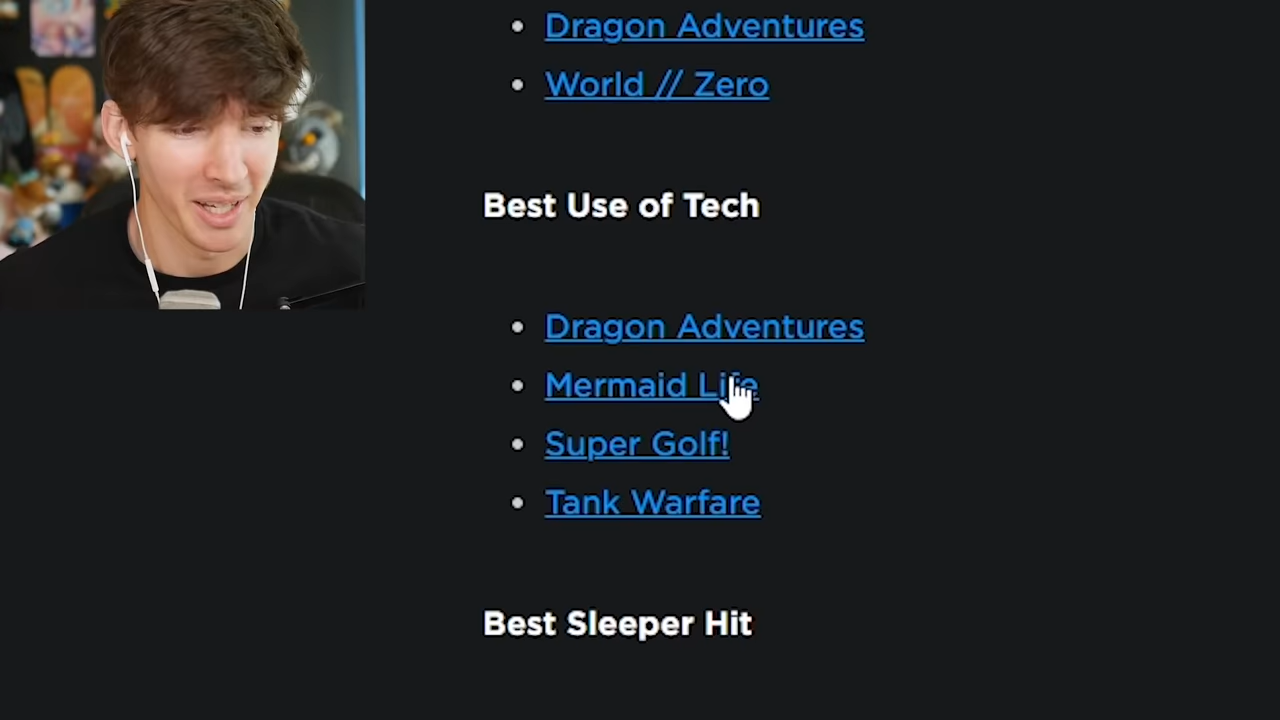 Dragon Adventures
World // Zero
Best Use of Tech
Dragon Adventures
Mermaid Life
Super Golf!
Tank Warfare
Best Sleeper Hit